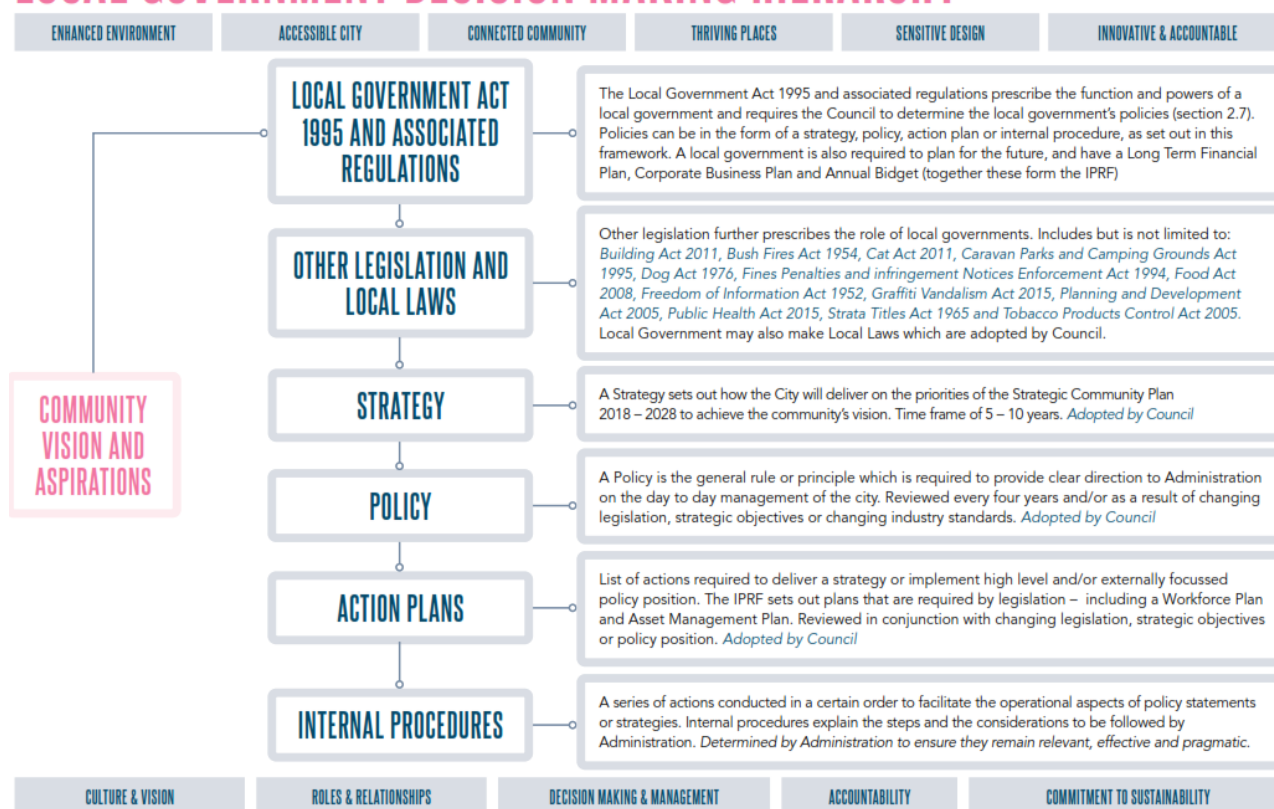 LOCAL GOVERNMENT DECISION MAKING HIERARCHY
ENHANCED ENVIRONMENT
ACCESSIBLE CITY
CONNECTED COMMUNITY
THRIVING PLACES
SENSITIVE DESIGN
INNOVATIVE & ACCOUNTABLE
LOCAL GOVERNMENT ACT
1995 AND ASSOCIATED
REGULATIONS
The Local Government Act 1995 and associated regulations prescribe the function and powers of a
local government and requires the Council to determine the local government's policies (section 2.7).
Policies can be in the form of a strategy, policy, action plan or internal procedure, as set out in this
framework. A local government is also required to plan for the future, and have a Long Term Financial
Plan, Corporate Business Plan and Annual Budget (together these form the IPRF)
OTHER LEGISLATION AND
LOCAL LAWS
Other legislation further prescribes the role of local governments. Includes but is not limited to:
Building Act 2011, Bush Fires Act 1954, Cat Act 2011, Caravan Parks and Camping Grounds Act
1995, Dog Act 1976, Fines Penalties and infringement Notices Enforcement Act 1994, Food Act
2008, Freedom of Information Act 1952, Graffiti Vandalism Act 2015, Planning and Development
Act 2005, Public Health Act 2015, Strata Titles Act 1965 and Tobacco Products Control Act 2005.
Local Government may also make Local Laws which are adopted by Council.
COMMUNITY
VISION AND
ASPIRATIONS
STRATEGY
A Strategy sets out how the City will deliver on the priorities of the Strategic Community Plan
2018 – 2028 to achieve the community's vision. Time frame of 5 – 10 years. Adopted by Council
POLICY
A Policy is the general rule or principle which is required to provide clear direction to Administration
on the day to day management of the city. Reviewed every four years and/or as a result of changing
legislation, strategic objectives or changing industry standards. Adopted by Council
ACTION PLANS
List of actions required to deliver a strategy or implement high level and/or externally focussed
policy position. The IPRF sets out plans that are required by legislation – including a Workforce Plan
and Asset Management Plan. Reviewed in conjunction with changing legislation, strategic objectives
or policy position. Adopted by Council
INTERNAL PROCEDURES
A series of actions conducted in a certain order to facilitate the operational aspects of policy statements
or strategies. Internal procedures explain the steps and the considerations to be followed by
Administration. Determined by Administration to ensure they remain relevant, effective and pragmatic.
CULTURE & VISION
ROLES & RELATIONSHIPS
DECISION MAKING & MANAGEMENT
ACCOUNTABILITY
COMMITMENT TO SUSTAINABILITY